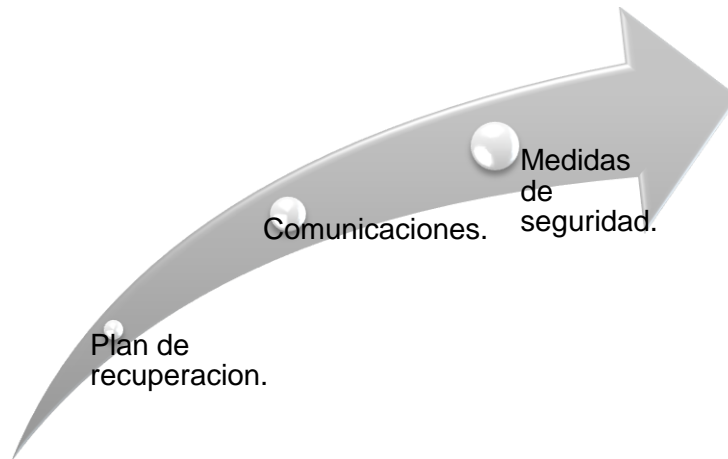 Medidas
de
seguridad.
Comunicaciones.
Plan de
recuperacion.